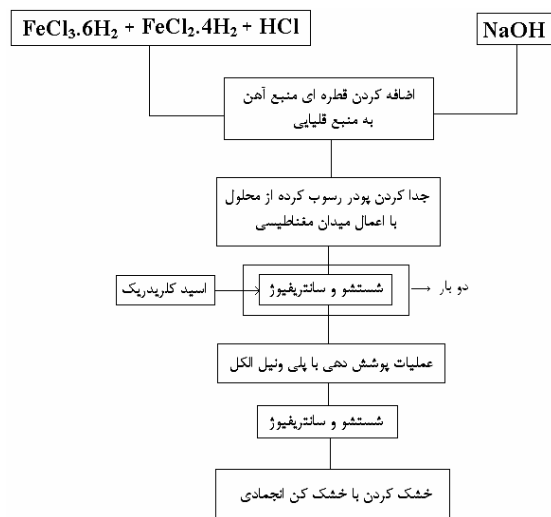 FeCl₃.6H₂ + FeCl₂.4H₂ + HCl
NaOH
اضافه کردن قطره ای منبع آهن
به منبع قلیایی
جدا کردن پودر رسوب کرده از محلول
با اعمال میدان مغناطیسی
شستشو و سانتریفیوژ
اسید کلریدریک
دو بار
عملیات پوشش دهی با پلی ونیل الکل
شستشو و سانتریفیوژ
خشک کردن با خشک کن انجمادی